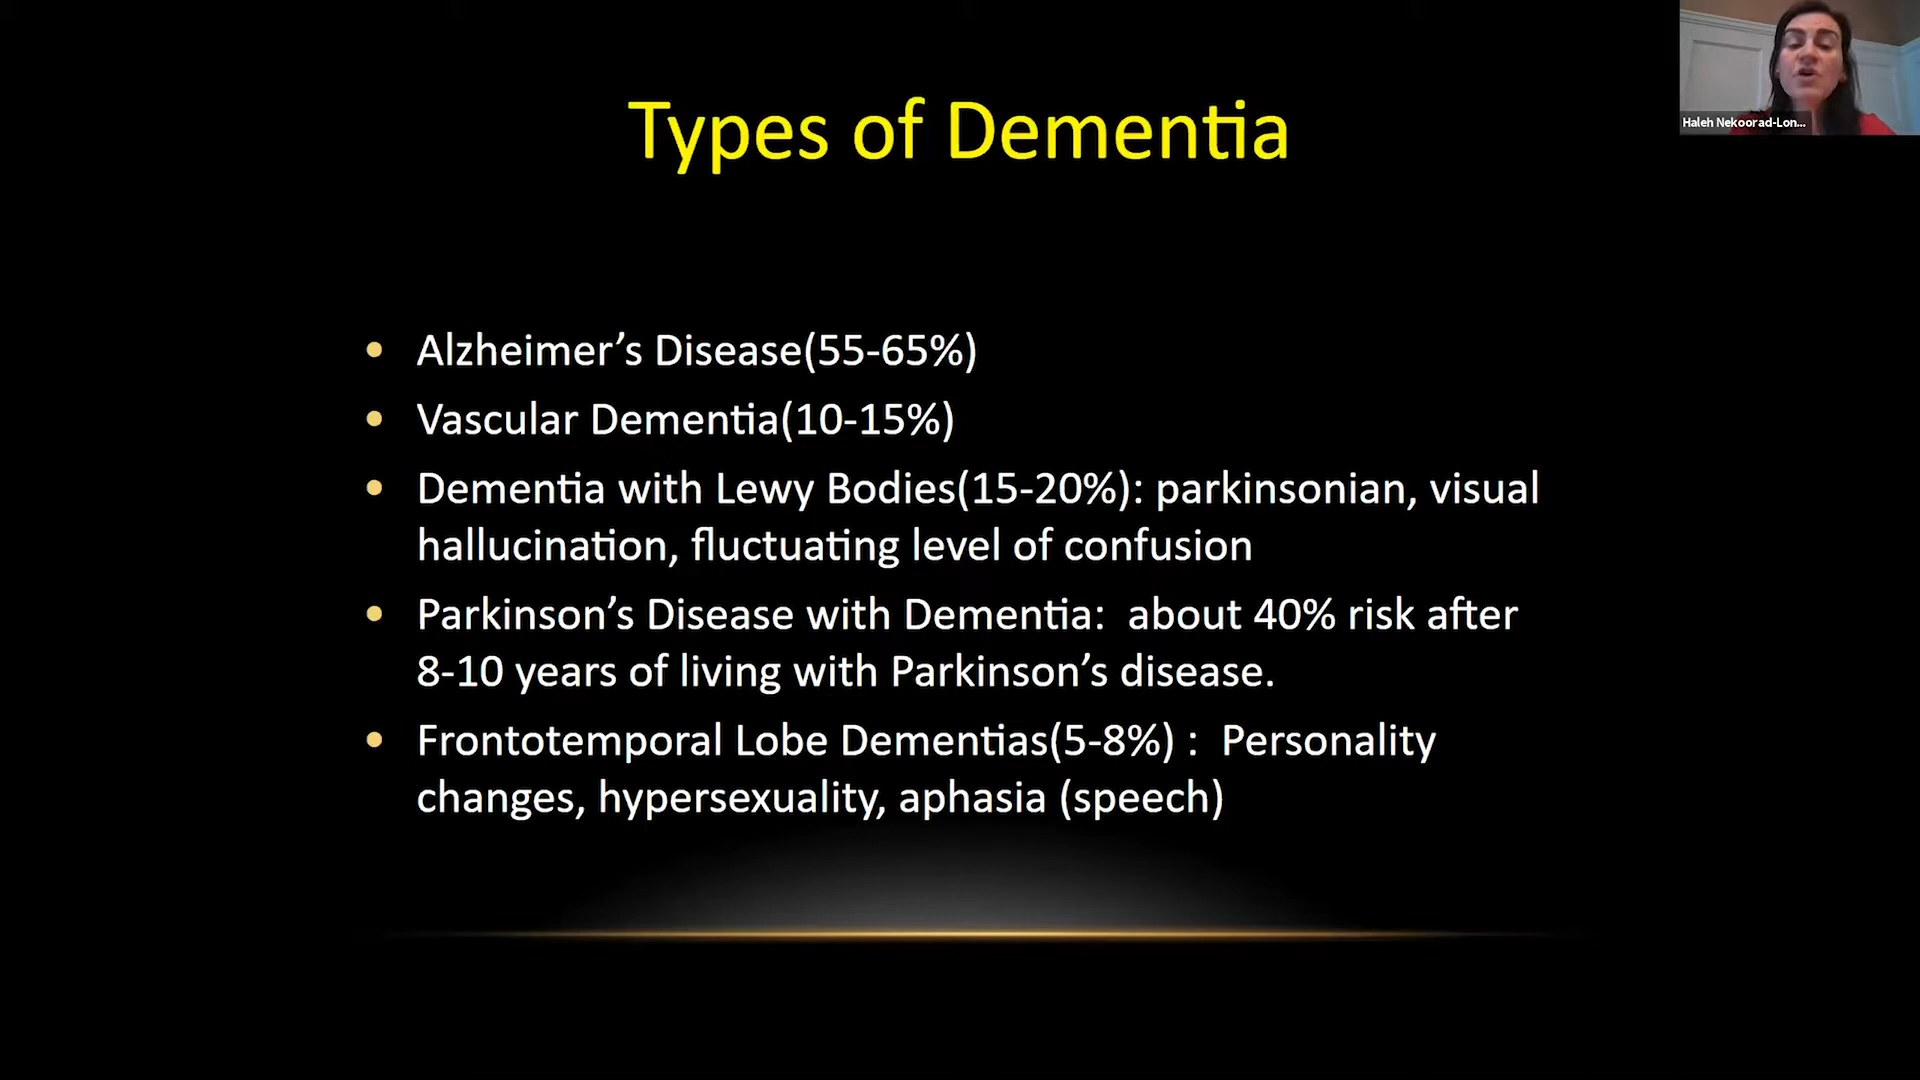 Types of Dementia
Haleh Nekoorad-Lon...
• Alzheimer’s Disease(55-65%)
• Vascular Dementia(10-15%)
• Dementia with Lewy Bodies(15-20%): parkinsonian, visual
hallucination, fluctuating level of confusion
• Parkinson’s Disease with Dementia:  about 40% risk after
8-10 years of living with Parkinson’s disease.
• Frontotemporal Lobe Dementias(5-8%) :  Personality
changes, hypersexuality, aphasia (speech)